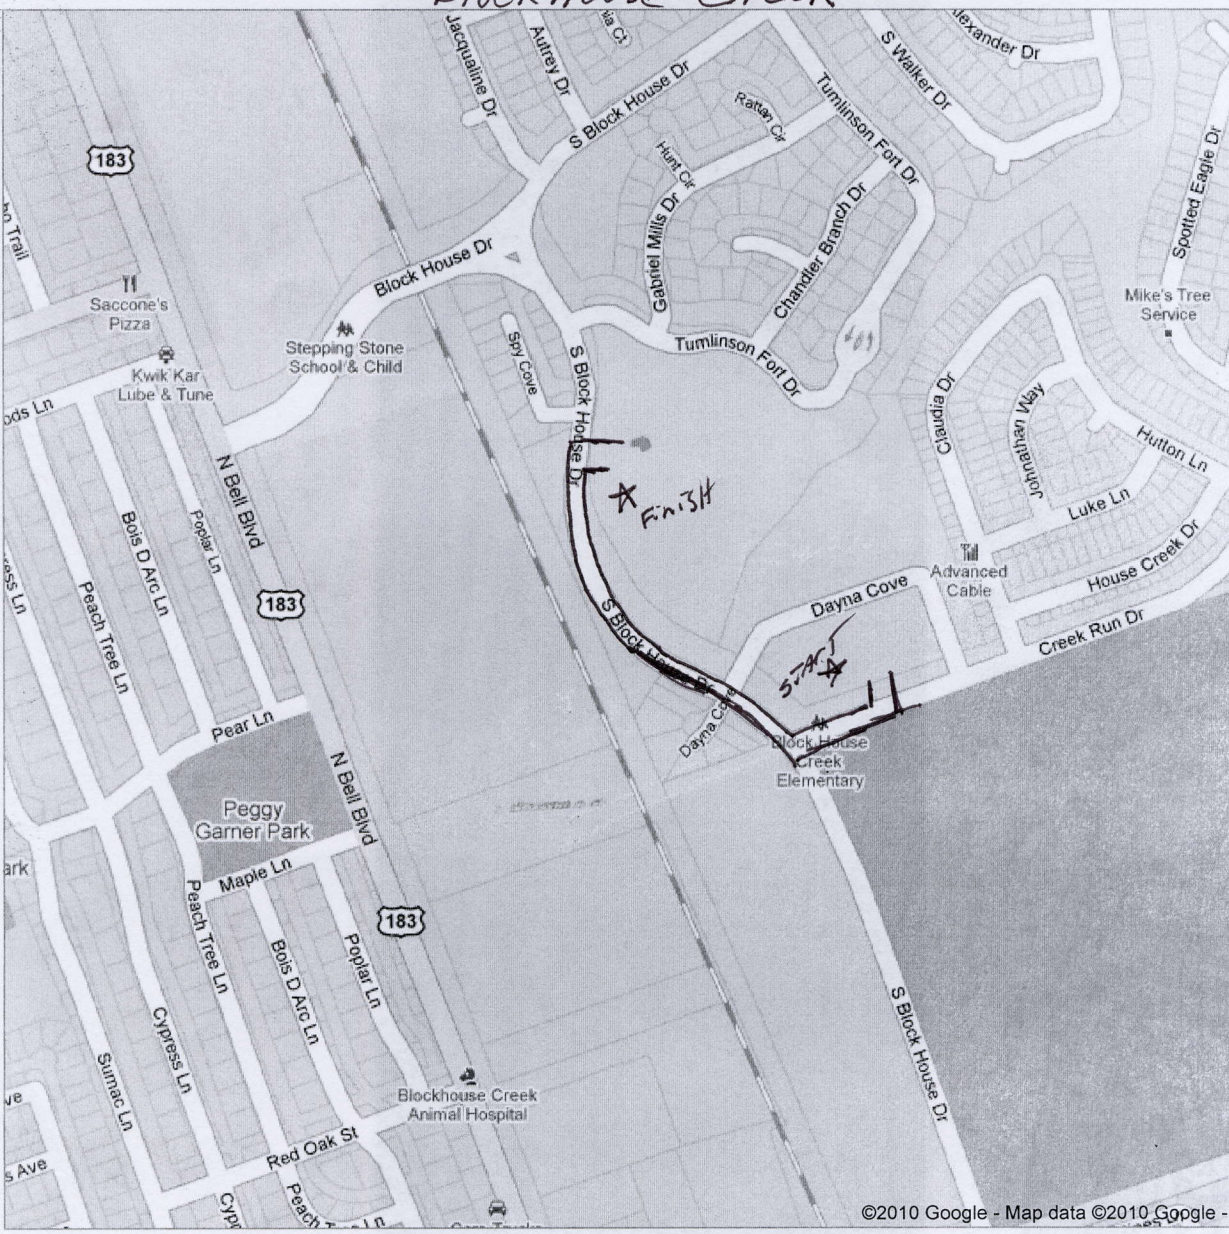 Jacqualine Dr
Autrey Dr
S Block House Dr
Tumlinson Fort Dr
S Walker Dr
Alexander Dr
Rattan Cir
Hunt Cir
183
Spotted Eagle Dr
Gabriel Mills Dr
Chandler Branch Dr
Block House Dr
Saccone's
Pizza
Mike's Tree
Service
Stepping Stone
School & Child
Kwik Kar
Lube & Tune
Spy Cove
S Block House Dr
Tumlinson Fort Dr
Claudia Dr
Johnathan Way
Hutton Ln
Luke Ln
N Bell Blvd
FINISH
Bois D Arc Ln
Poplar Ln
Advanced
Cable
House Creek Dr
Peach Tree Ln
183
Dayna Cove
Creek Run Dr
S Block House Dr
START
Pear Ln
Dayna Cove
Block House
Creek
Elementary
N Bell Blvd
Peggy
Garner Park
Maple Ln
Peach Tree Ln
183
Bois D Arc Ln
Poplar Ln
Cypress Ln
Sumac Ln
S Block House Dr
Blockhouse Creek
Animal Hospital
Red Oak St
©2010 Google - Map data ©2010 Google -